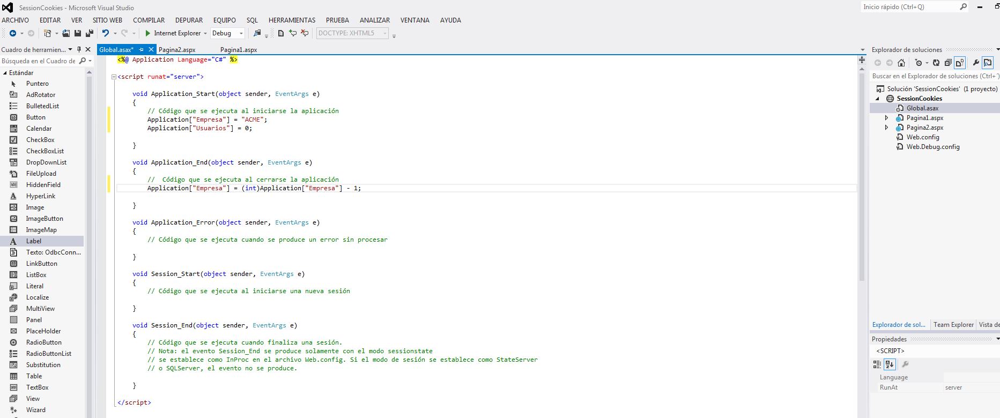 SessionCookies - Microsoft Visual Studio
Inicio rápido (Ctrl+Q)
ARCHIVO EDITAR VER SITIO WEB COMPILAR DEPURAR EQUIPO SQL HERRAMIENTAS PRUEBA ANALIZAR VENTANA AYUDA
Internet Explorer Debug DOCTYPE: XHTML5
Cuadro de herramien...
Búsqueda en el Cuadro de
Estándar
Puntero
AdRotator
BulletedList
Button
Calendar
CheckBox
CheckBoxList
DropDownList
FileUpload
HiddenField
HyperLink
Image
ImageButton
ImageMap
Label
Texto: OdbcConn...
LinkButton
ListBox
Literal
Localize
MultiView
Panel
PlaceHolder
RadioButton
RadioButtonList
Substitution
Table
TextBox
View
Wizard
Global.asax* Pagina2.aspx Pagina1.aspx
<%@ Application Language="C#" %>
<script runat="server">
void Application_Start(object sender, EventArgs e)
{
// Código que se ejecuta al iniciarse la aplicación
Application["Empresa"] = "ACME";
Application["Usuarios"] = 0;
}
void Application_End(object sender, EventArgs e)
{
//  Código que se ejecuta al cerrarse la aplicación
Application["Empresa"] = (int)Application["Empresa"] - 1;
}
void Application_Error(object sender, EventArgs e)
{
// Código que se ejecuta cuando se produce un error sin procesar
}
void Session_Start(object sender, EventArgs e)
{
// Código que se ejecuta al iniciarse una nueva sesión
}
void Session_End(object sender, EventArgs e)
{
// Código que se ejecuta cuando finaliza una sesión.
// Nota: el evento Session_End se produce solamente con el modo sessionstate
// se establece como InProc en el archivo Web.config. Si el modo de sesión se establece como StateServer
// o SQLServer, el evento no se produce.
}
</script>
Explorador de soluciones
Buscar en el Explorador de soluciones (Ctrl+´)
Solución 'SessionCookies' (1 proyecto)
SessionCookies
Global.asax
Pagina1.aspx
Pagina2.aspx
Web.config
Web.Debug.config
Explorador de sol... Team Explorer Vista de
Propiedades
<SCRIPT>
Language
RunAt server